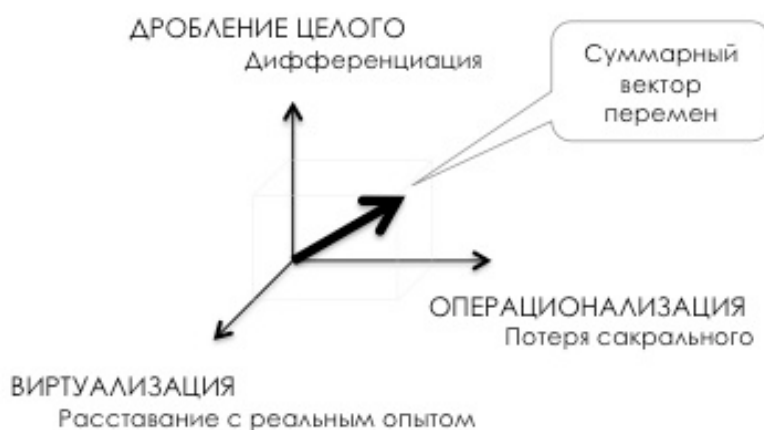 ДРОБЛЕНИЕ ЦЕЛОГО
Дифференциация
Суммарный
вектор
перемен
ОПЕРАЦИОНАЛИЗАЦИЯ
Потеря сакрального
ВИРТУАЛИЗАЦИЯ
Расставание с реальным опытом